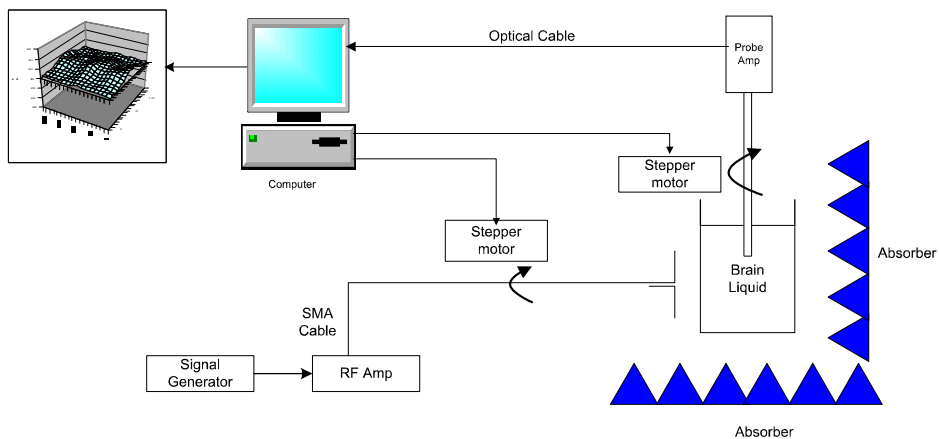 Optical Cable
Probe
Amp
Computer
Stepper
motor
Stepper
motor
Brain
Liquid
Absorber
SMA
Cable
Signal
Generator
RF Amp
Absorber